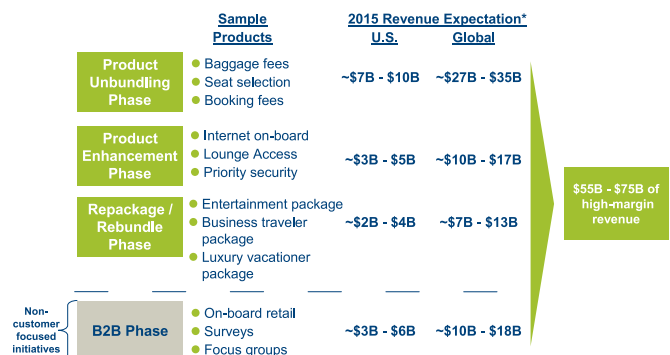 Sample
Products
2015 Revenue Expectation*
U.S.
Global
Product
Unbundling
Phase
Baggage fees
Seat selection
Booking fees
~$7B - $10B
~$27B - $35B
Product
Enhancement
Phase
Internet on-board
Lounge Access
Priority security
~$3B - $5B
~$10B - $17B
Repackage /
Rebundle
Phase
Entertainment package
Business traveler
package
Luxury vacationer
package
~$2B - $4B
~$7B - $13B
$55B - $75B of
high-margin
revenue
Non-
customer
focused
initiatives
B2B Phase
On-board retail
Surveys
Focus groups
~$3B - $6B
~$10B - $18B